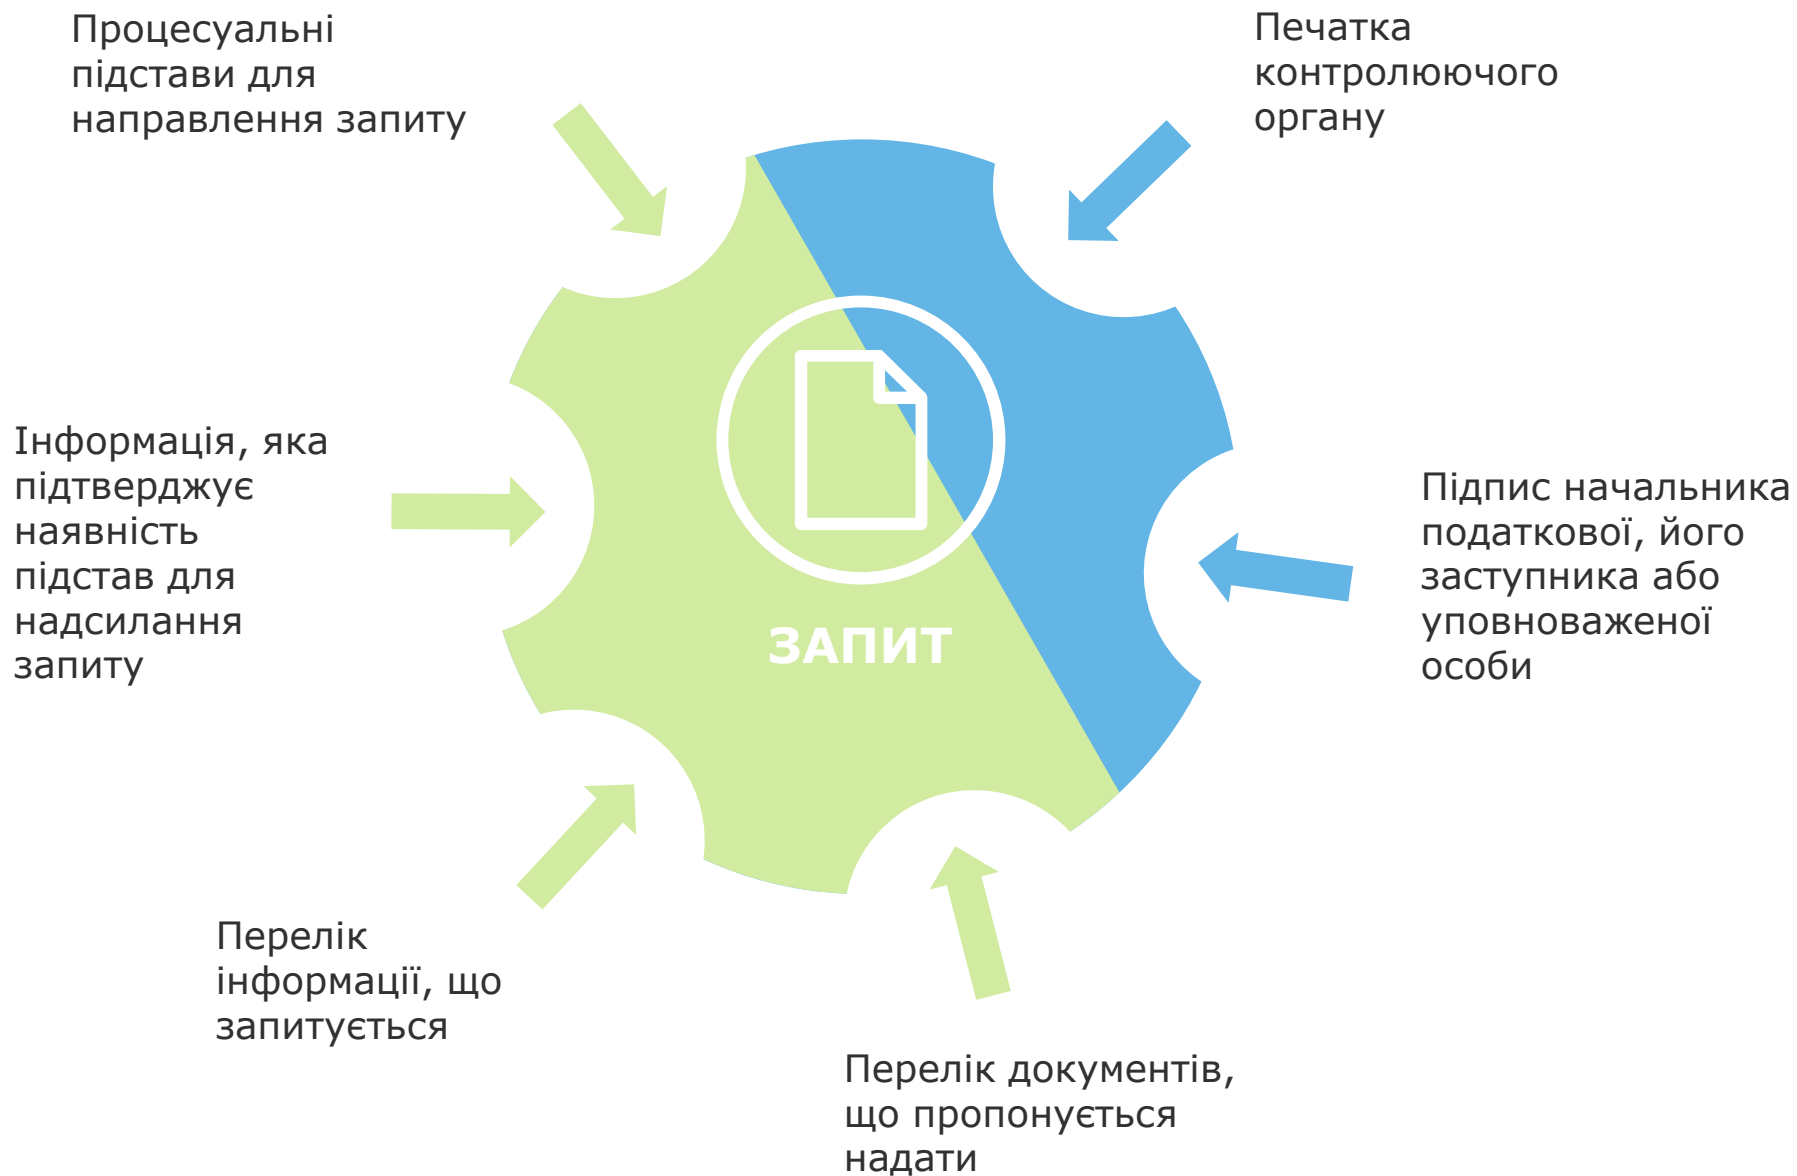 Процесуальні
підстави для
направлення запиту
Печатка
контролюючого
органу
Інформація, яка
підтверджує
наявність
підстав для
надсилання
запиту
ЗАПИТ
Підпис начальника
податкової, його
заступника або
уповноваженої
особи
Перелік
інформації, що
запитується
Перелік документів,
що пропонується
надати